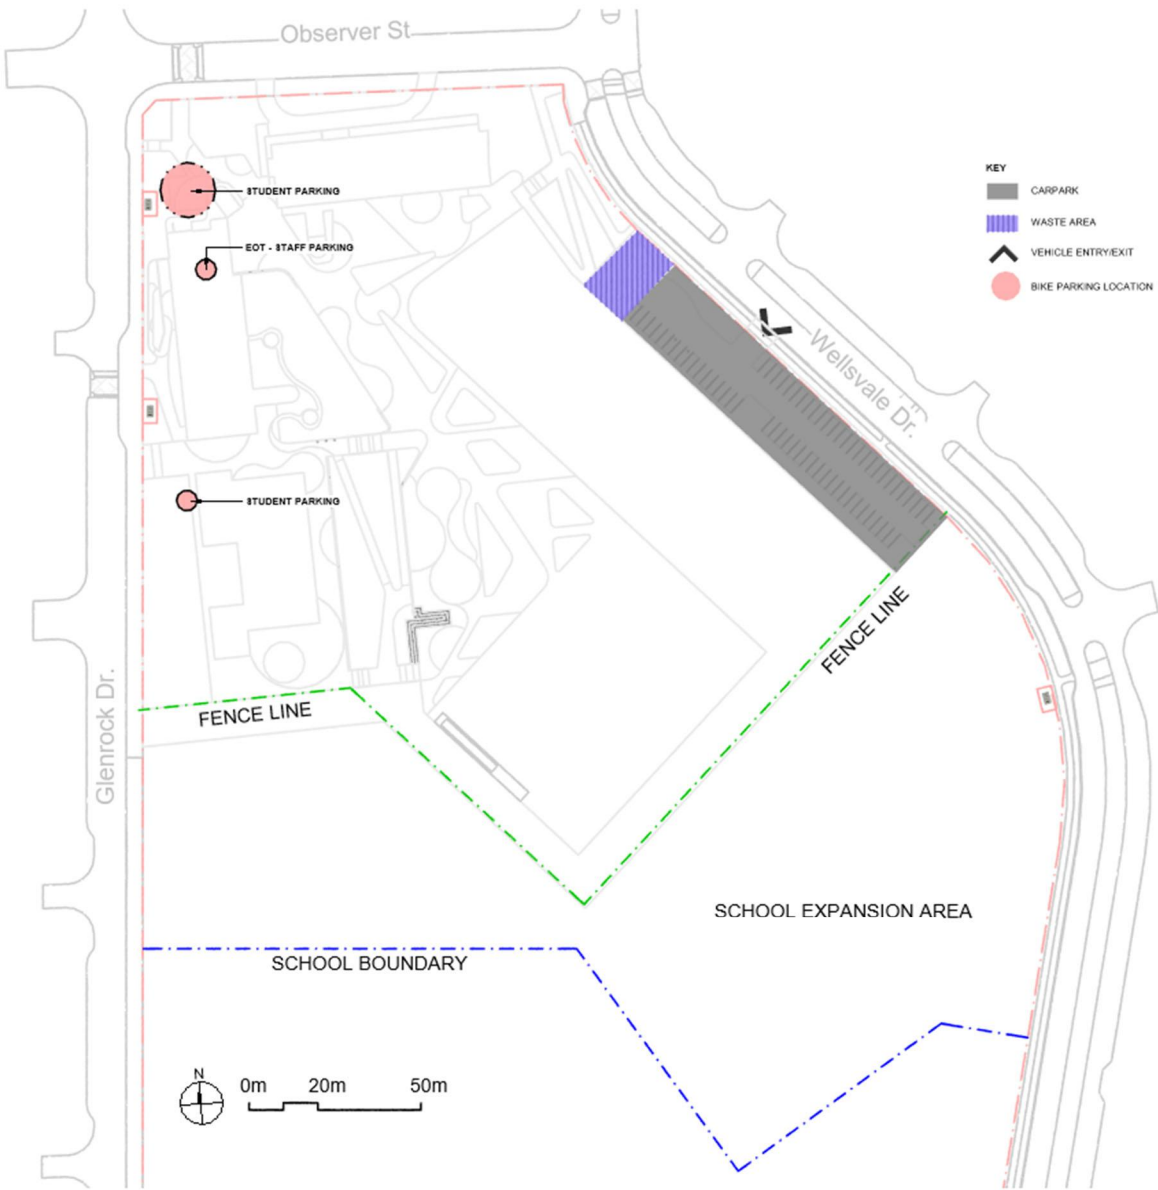 Observer St
KEY
CARPARK
WASTE AREA
VEHICLE ENTRY/EXIT
BIKE PARKING LOCATION
STUDENT PARKING
EOT - STAFF PARKING
Wellsvale Dr.
STUDENT PARKING
FENCE LINE
Glenrock Dr.
FENCE LINE
SCHOOL EXPANSION AREA
SCHOOL BOUNDARY
N
0m 20m 50m